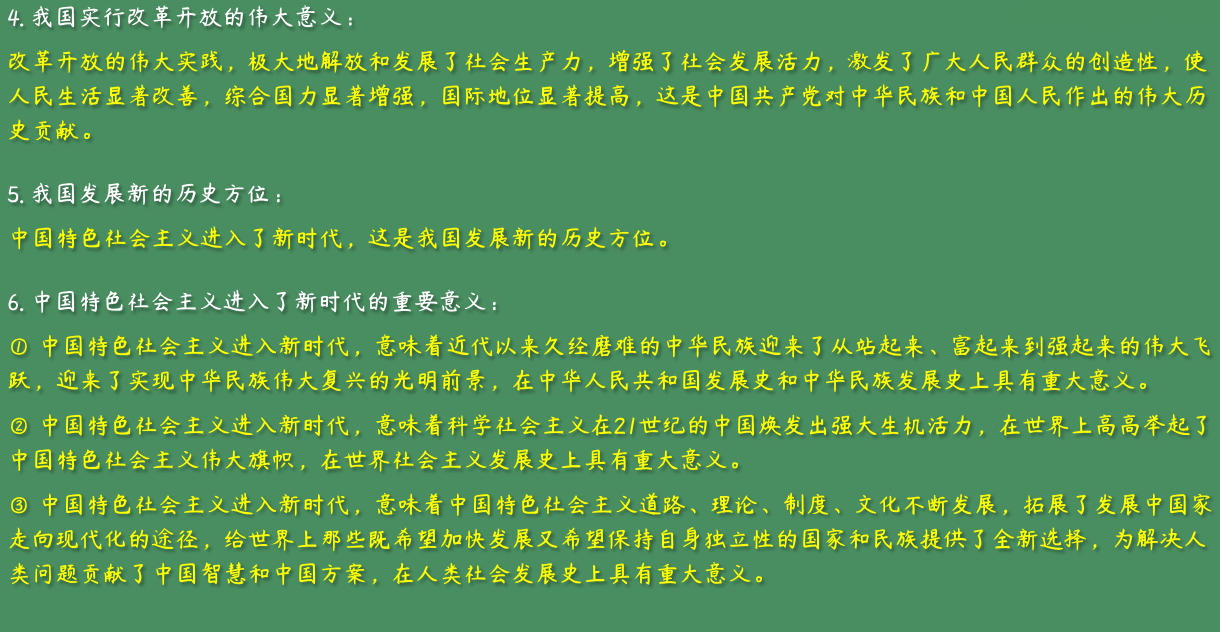 4. 我国实行改革开放的伟大意义：
改革开放的伟大实践，极大地解放和发展了社会生产力，增强了社会发展活力，激发了广大人民群众的创造性，使
人民生活显著改善，综合国力显著增强，国际地位显著提高，这是中国共产党对中华民族和中国人民作出的伟大历
史贡献。
5. 我国发展新的历史方位：
中国特色社会主义进入了新时代，这是我国发展新的历史方位。
6. 中国特色社会主义进入了新时代的重要意义：
① 中国特色社会主义进入新时代，意味着近代以来久经磨难的中华民族迎来了从站起来、富起来到强起来的伟大飞
跃，迎来了实现中华民族伟大复兴的光明前景，在中华人民共和国发展史和中华民族发展史上具有重大意义。
② 中国特色社会主义进入新时代，意味着科学社会主义在21世纪的中国焕发出强大生机活力，在世界上高高举起了
中国特色社会主义伟大旗帜，在世界社会主义发展史上具有重大意义。
③ 中国特色社会主义进入新时代，意味着中国特色社会主义道路、理论、制度、文化不断发展，拓展了发展中国家
走向现代化的途径，给世界上那些既希望加快发展又希望保持自身独立性的国家和民族提供了全新选择，为解决人
类问题贡献了中国智慧和中国方案，在人类社会发展史上具有重大意义。